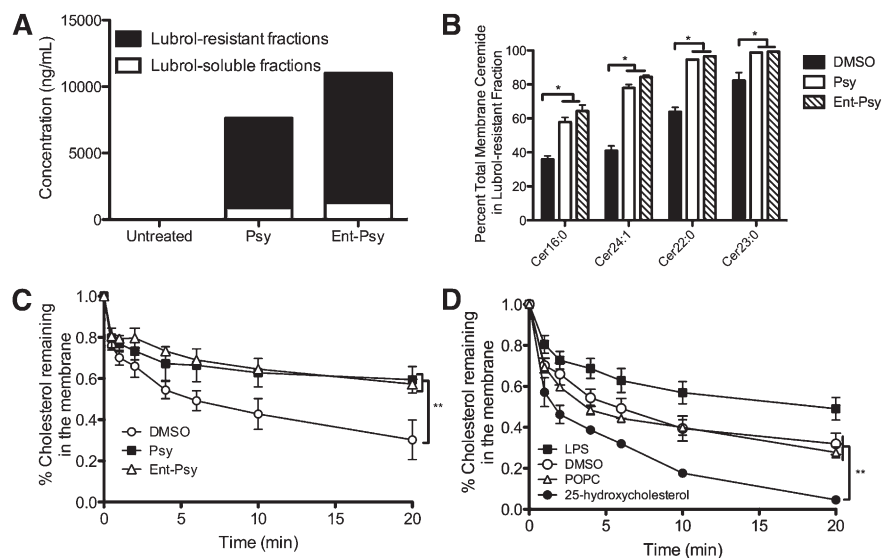 A
Concentration (ng/mL)
15000
10000
5000
0
Lubrol-resistant fractions
Lubrol-soluble fractions
Untreated
Psy
Ent-Psy
B
Percent Total Membrane Ceremide
in Lubrol-resistant Fraction
100
80
60
40
20
0
*
*
*
*
DMSO
Psy
Ent-Psy
Cer16:0
Cer24:1
Cer22:0
Cer23:0
C
% Cholesterol remaining
in the membrane
1.0
0.8
0.6
0.4
0.2
0.0
DMSO
Psy
Ent-Psy
**
0
5
10
15
20
Time (min)
D
% Cholesterol remaining
in the membrane
1.0
0.8
0.6
0.4
0.2
0.0
LPS
DMSO
POPC
25-hydroxycholesterol
**
0
5
10
15
20
Time (min)